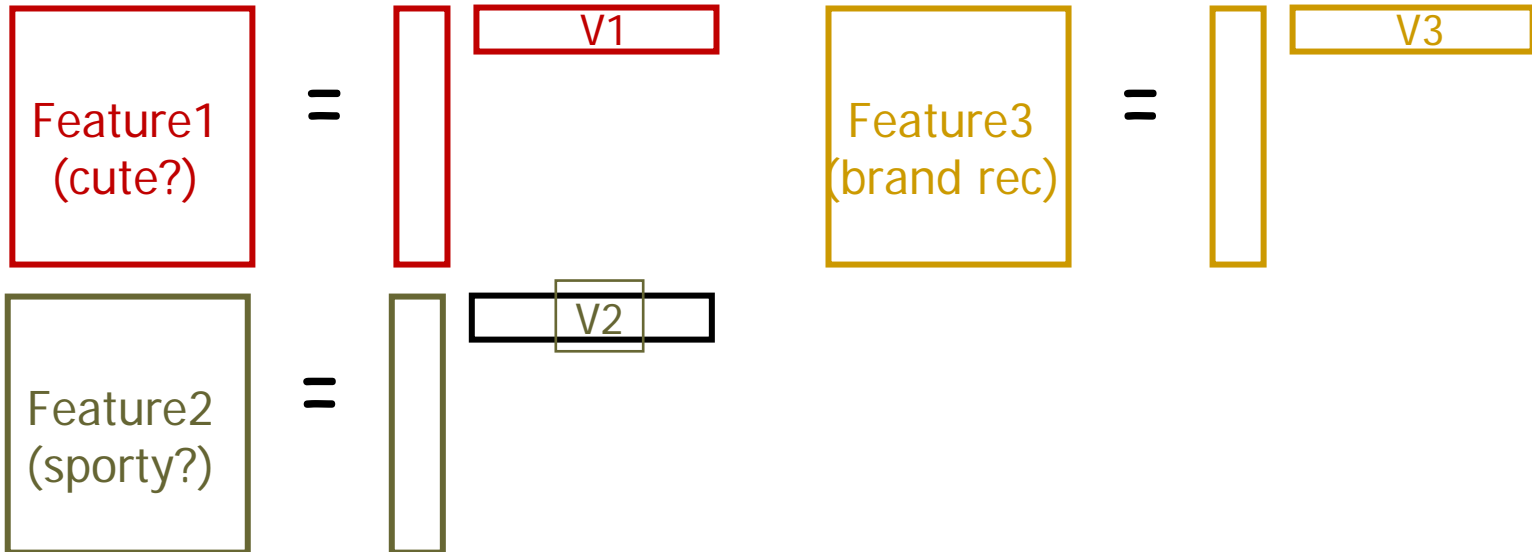 Feature1
(cute?)
=
V1
Feature3
(brand rec)
=
V3
Feature2
(sporty?)
=
V2